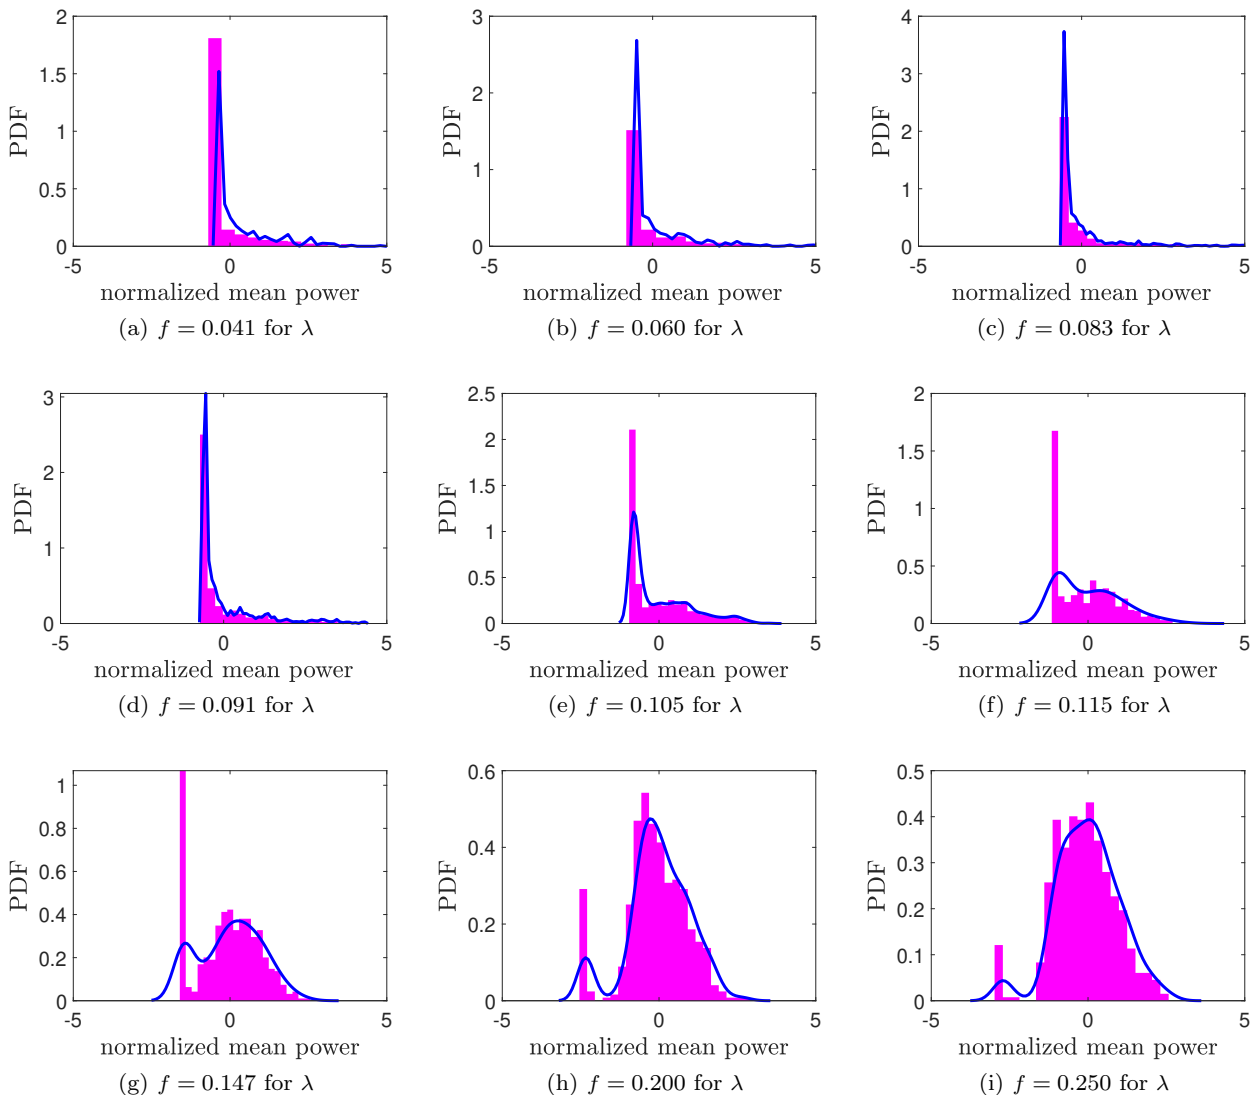 2
1.5
1
0.5
0
-5
0
5
PDF
normalized mean power
(a) f = 0.041 for λ
3
2
1
0
-5
0
5
PDF
normalized mean power
(b) f = 0.060 for λ
4
3
2
1
0
-5
0
5
PDF
normalized mean power
(c) f = 0.083 for λ
3
2
1
0
-5
0
5
PDF
normalized mean power
(d) f = 0.091 for λ
2.5
2
1.5
1
0.5
0
-5
0
5
PDF
normalized mean power
(e) f = 0.105 for λ
2
1.5
1
0.5
0
-5
0
5
PDF
normalized mean power
(f) f = 0.115 for λ
1
0.8
0.6
0.4
0.2
0
-5
0
5
PDF
normalized mean power
(g) f = 0.147 for λ
0.6
0.4
0.2
0
-5
0
5
PDF
normalized mean power
(h) f = 0.200 for λ
0.5
0.4
0.3
0.2
0.1
0
-5
0
5
PDF
normalized mean power
(i) f = 0.250 for λ